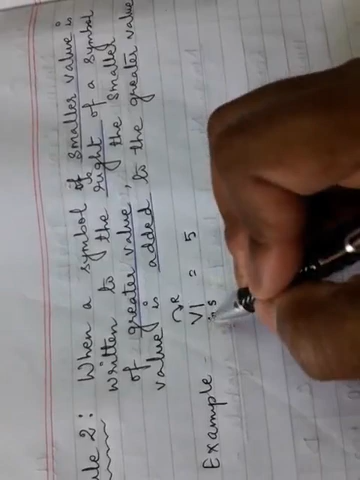 ule 2: When a symbol of smaller value is
written to the right of a symbol
of greater value, the smaller
value is added to the greater value
R
Example - VI = 5